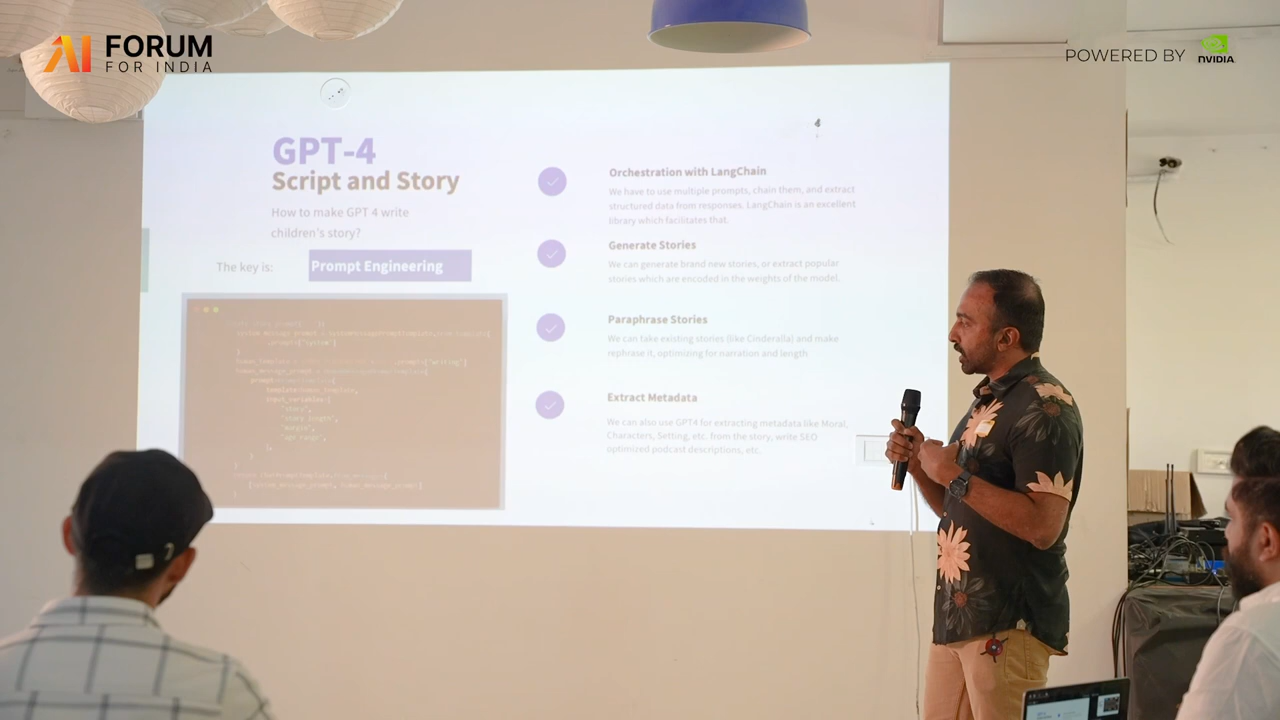 AI FORUM
FOR INDIA
POWERED BY NVIDIA
GPT-4
Script and Story
How to make GPT 4 write
children's story?
The key is: Prompt Engineering
Orchestration with LangChain
We have to use multiple prompts, chain them, and extract
structured data from responses. LangChain is an excellent
library which facilitates that.
Generate Stories
We can generate brand new stories, or extract popular
stories which are encoded in the weights of the model.
Paraphrase Stories
We can take existing stories (like Cinderalla) and make
rephrase it, optimizing for narration and length
Extract Metadata
We can also use GPT4 for extracting metadata like Moral,
Characters, Setting, etc. from the story, write SEO
optimized podcast descriptions, etc.
input_variables=[
"story",